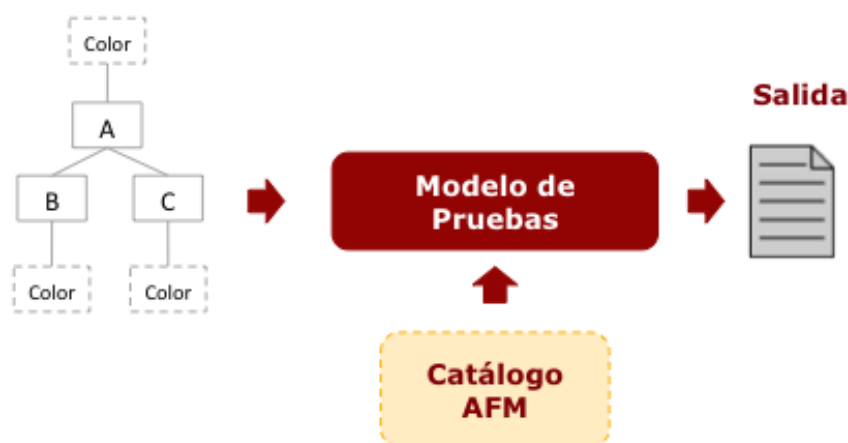 Color
A
B
C
Color
Color
Modelo de
Pruebas
Salida
Catálogo
AFM